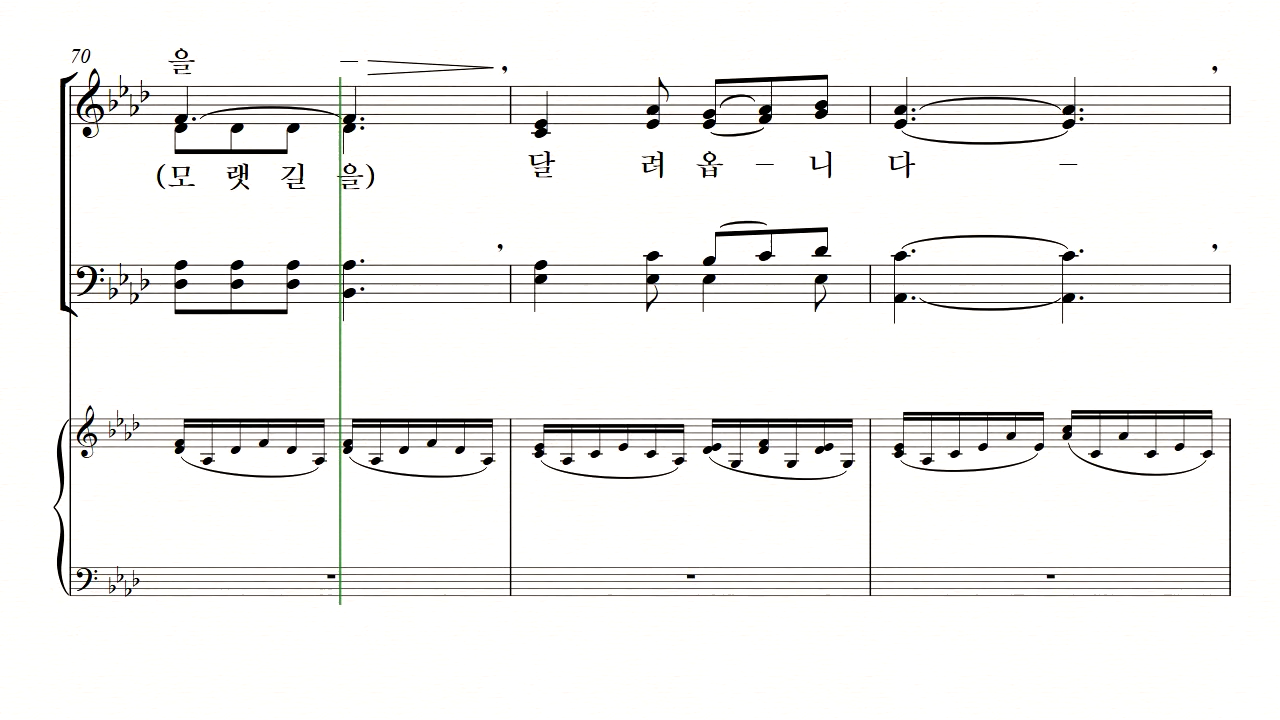 70
을 –
(모 랫 길 을)
달 려 옵 – 니 다 –